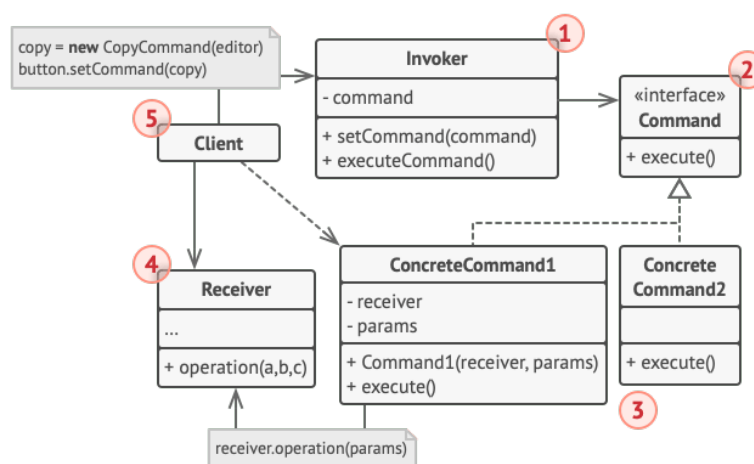 copy = new CopyCommand(editor)
button.setCommand(copy)
1
Invoker
- command
+ setCommand(command)
+ executeCommand()
2
«interface»
Command
+ execute()
5
Client
4
Receiver
...
+ operation(a,b,c)
ConcreteCommand1
- receiver
- params
+ Command1(receiver, params)
+ execute()
Concrete
Command2
+ execute()
3
receiver.operation(params)